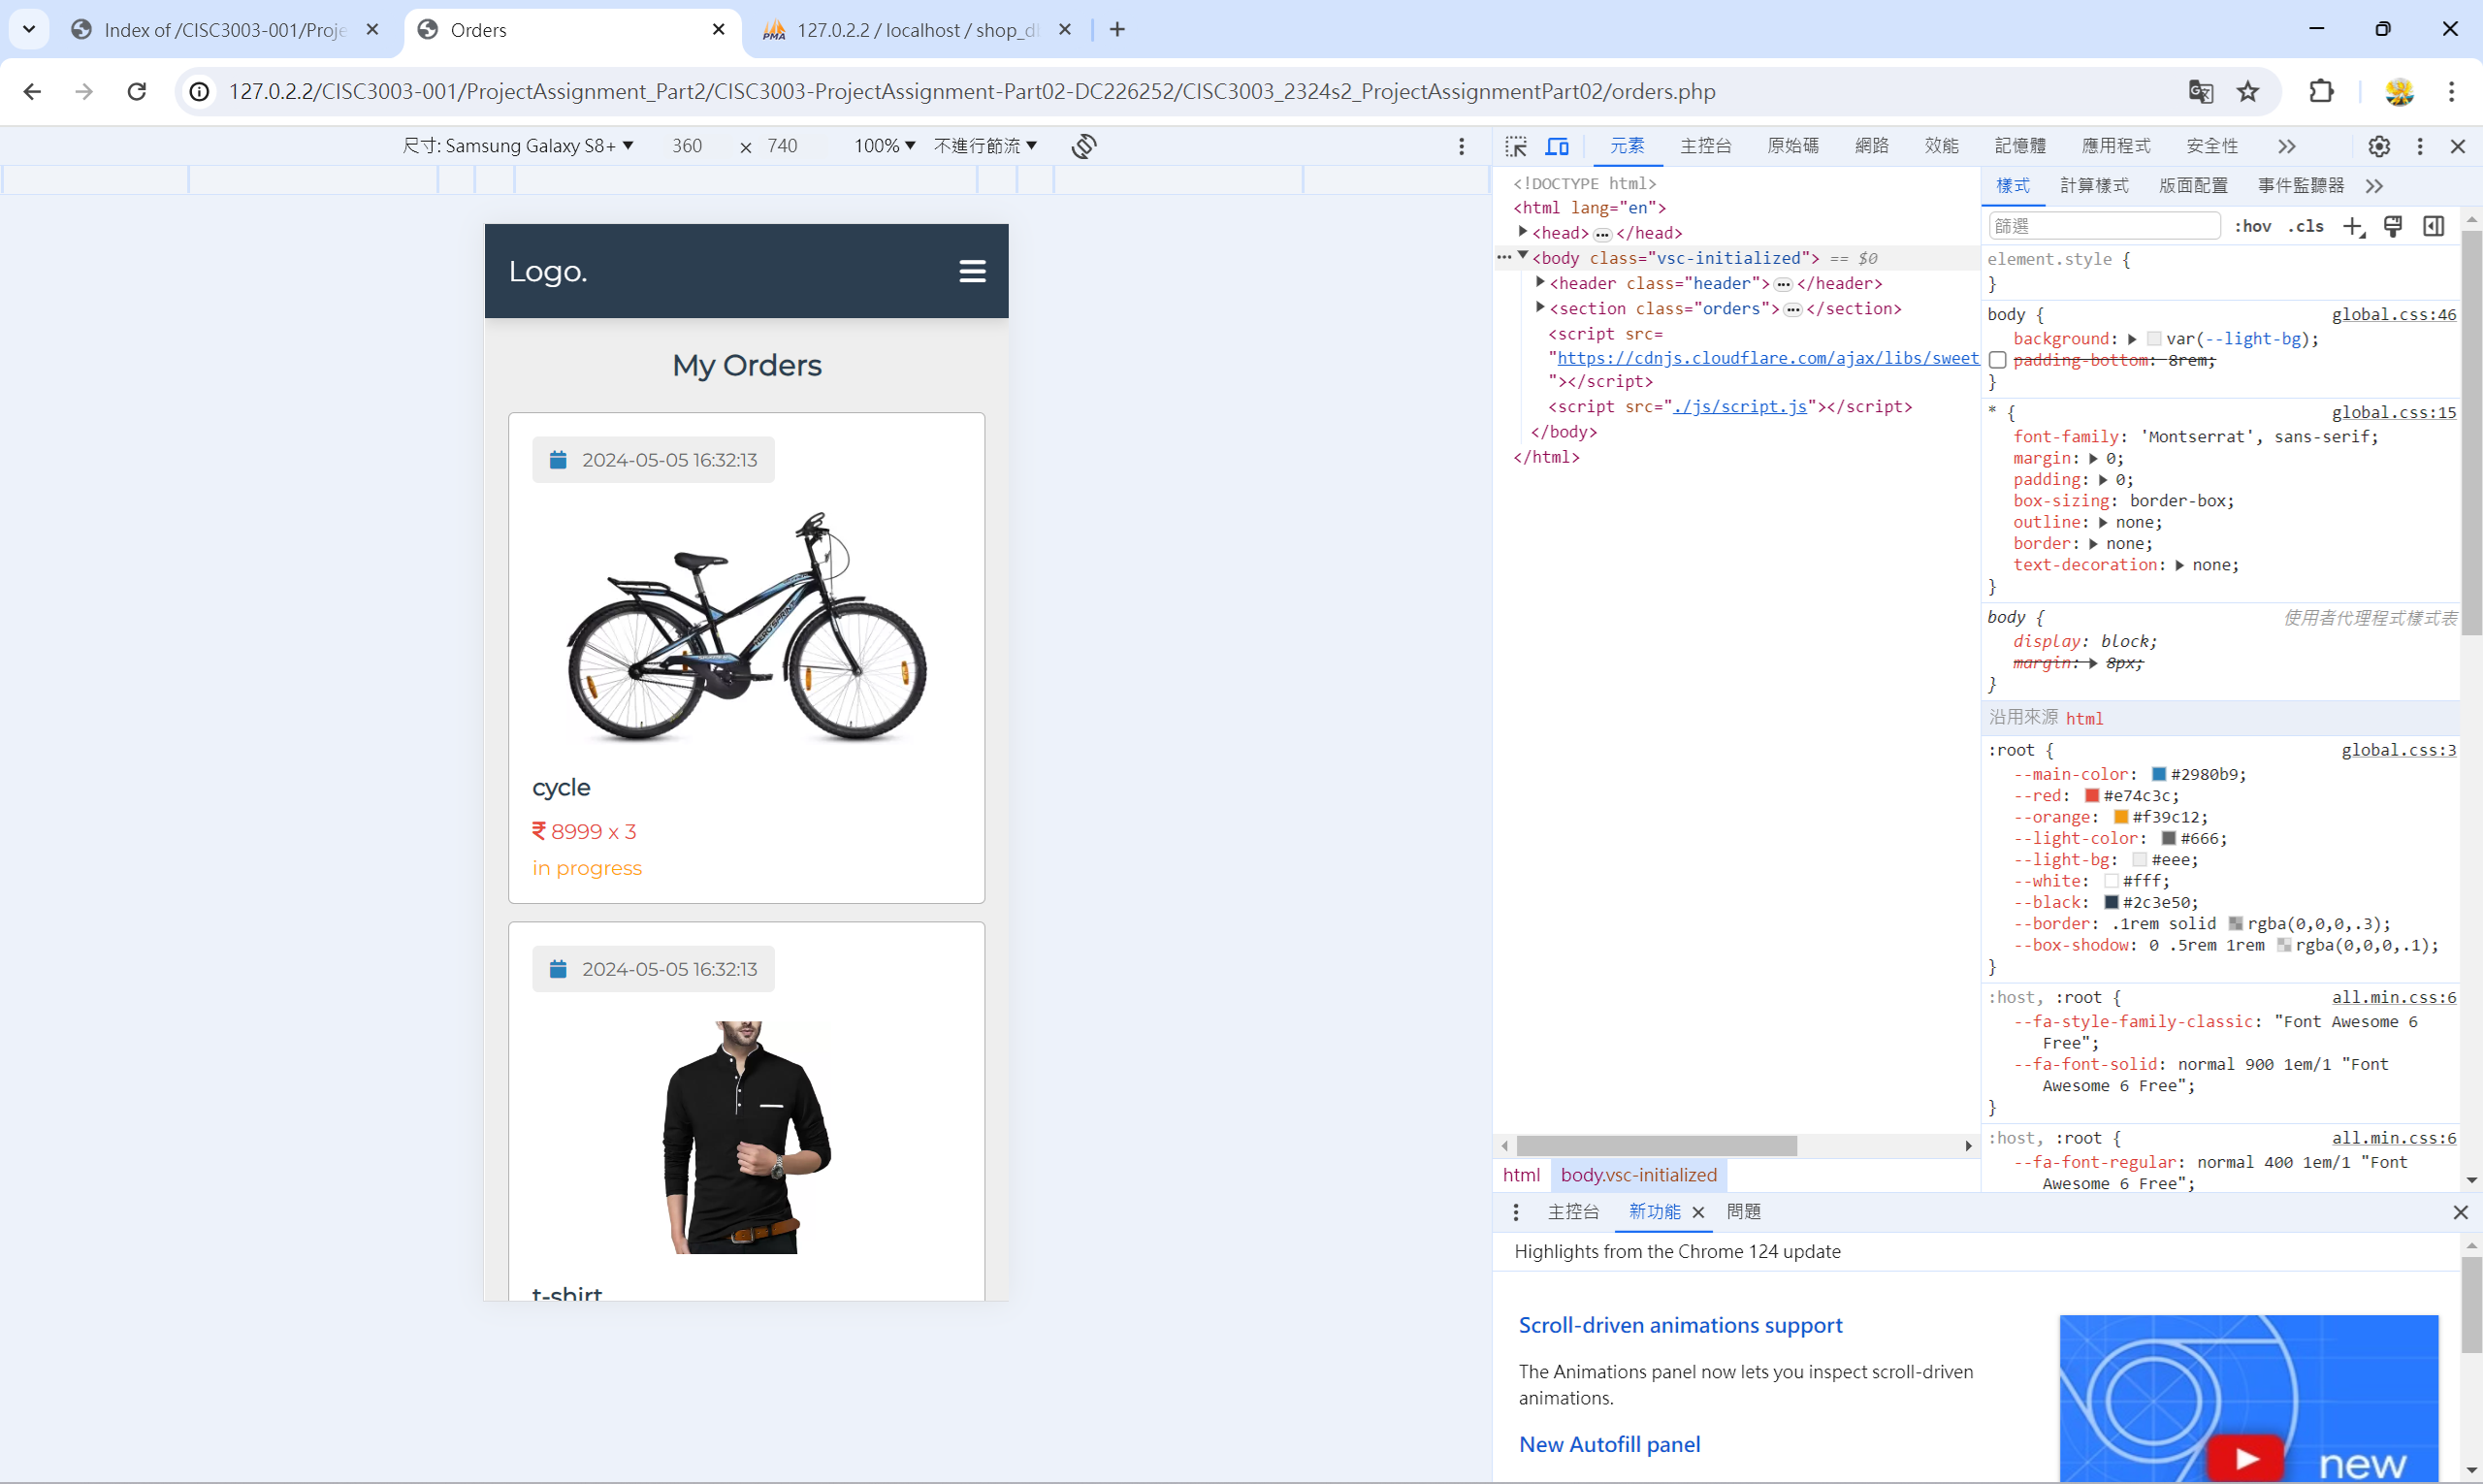 Index of /CISC3003-001/Proje
Orders
127.0.2.2 / localhost / shop_d
127.0.2.2/CISC3003-001/ProjectAssignment_Part2/CISC3003-ProjectAssignment-Part02-DC226252/CISC3003_2324s2_ProjectAssignmentPart02/orders.php
尺寸: Samsung Galaxy S8+ ▼ 360 × 740 100% ▼ 不進行節流 ▼
Logo.
My Orders
2024-05-05 16:32:13
cycle
₹ 8999 x 3
in progress
2024-05-05 16:32:13
t-shirt
元素 主控台 原始碼 網路 效能 記憶體 應用程式 安全性
<!DOCTYPE html>
<html lang="en">
<head> ... </head>
... <body class="vsc-initialized"> == $0
<header class="header"> ... </header>
<section class="orders"> ... </section>
<script src=
"https://cdnjs.cloudflare.com/ajax/libs/sweet
"></script>
<script src="./js/script.js"></script>
</body>
</html>
html body.vsc-initialized
樣式 計算樣式 版面配置 事件監聽器
篩選 :hov .cls
element.style {
}
body { global.css:46
background: var(--light-bg);
padding-bottom: 8rem;
}
* { global.css:15
font-family: 'Montserrat', sans-serif;
margin: 0;
padding: 0;
box-sizing: border-box;
outline: none;
border: none;
text-decoration: none;
}
body { 使用者代理程式樣式表
display: block;
margin: 8px;
}
沿用來源 html
:root { global.css:3
--main-color: #2980b9;
--red: #e74c3c;
--orange: #f39c12;
--light-color: #666;
--light-bg: #eee;
--white: #fff;
--black: #2c3e50;
--border: .1rem solid rgba(0,0,0,.3);
--box-shodow: 0 .5rem 1rem rgba(0,0,0,.1);
}
:host, :root { all.min.css:6
--fa-style-family-classic: "Font Awesome 6
Free";
--fa-font-solid: normal 900 1em/1 "Font
Awesome 6 Free";
}
:host, :root { all.min.css:6
--fa-font-regular: normal 400 1em/1 "Font
Awesome 6 Free";
主控台 新功能 問題
Highlights from the Chrome 124 update
Scroll-driven animations support
The Animations panel now lets you inspect scroll-driven
animations.
New Autofill panel
new